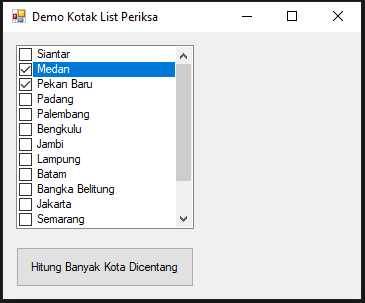 Demo Kotak List Periksa
Siantar
Medan
Pekan Baru
Padang
Palembang
Bengkulu
Jambi
Lampung
Batam
Bangka Belitung
Jakarta
Semarang
Hitung Banyak Kota Dicentang